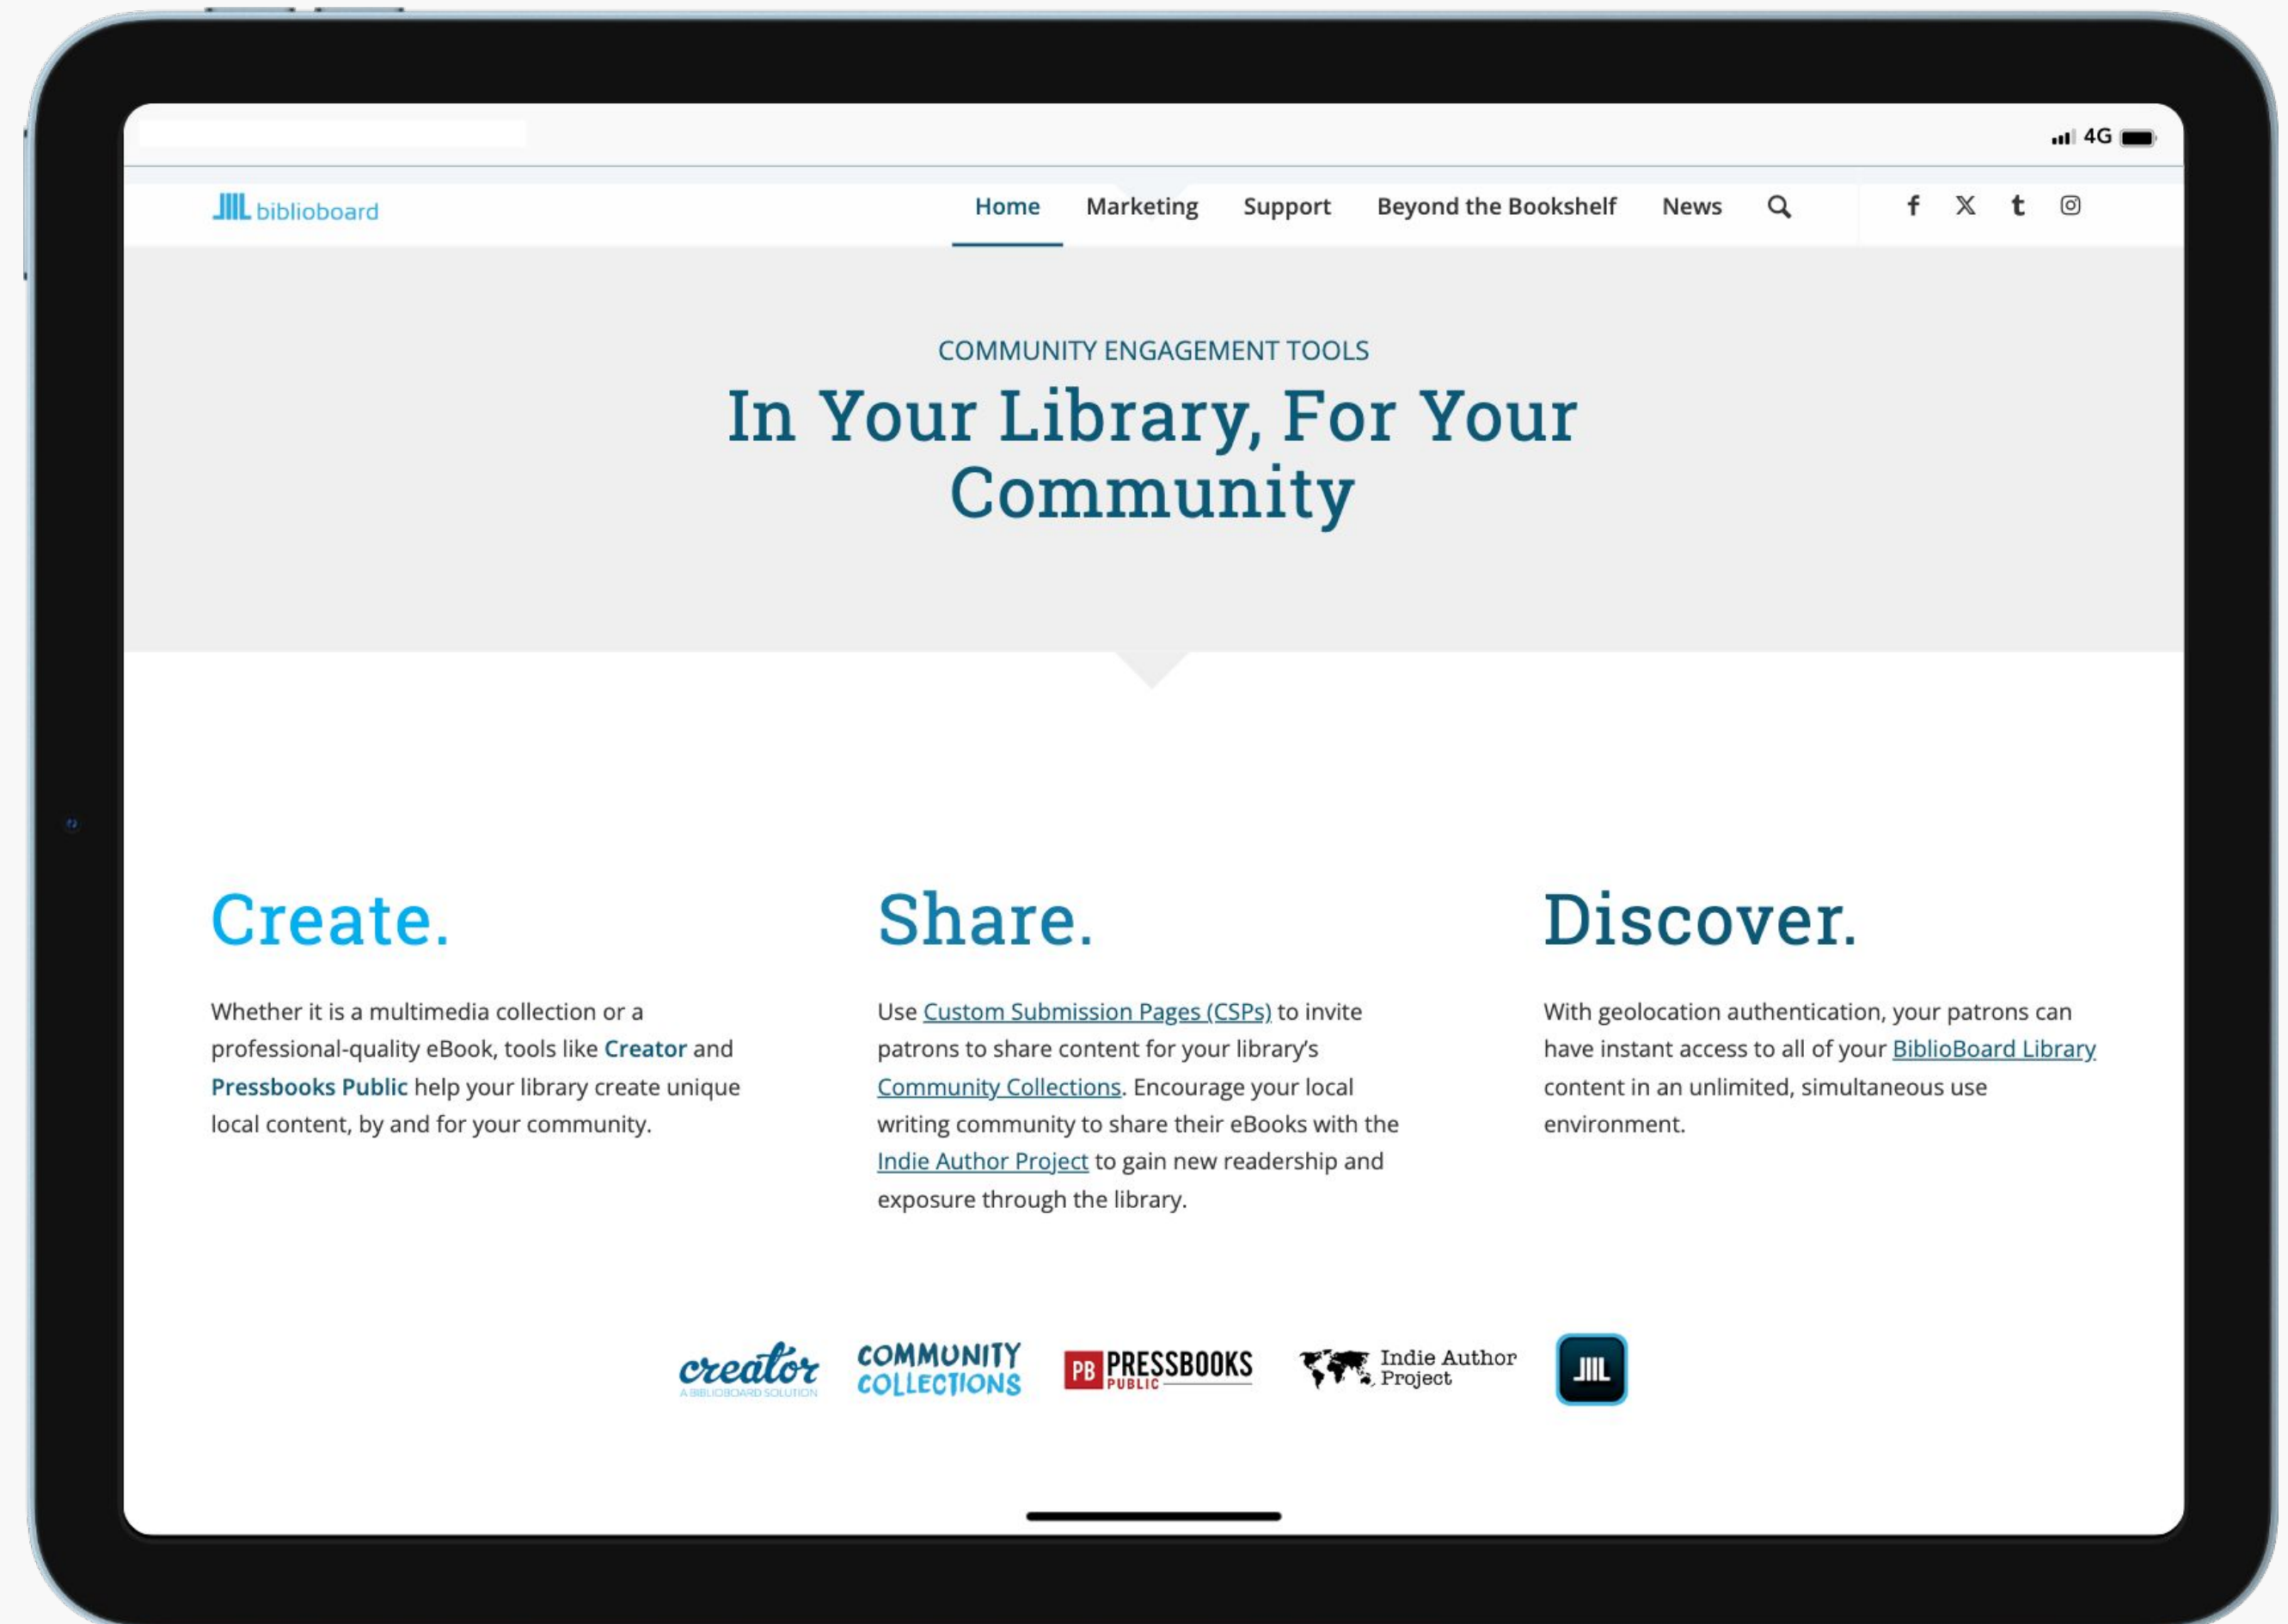 4G
biblioboard
Home Marketing Support Beyond the Bookshelf News
COMMUNITY ENGAGEMENT TOOLS
In Your Library, For Your
Community
Create.
Whether it is a multimedia collection or a
professional-quality eBook, tools like Creator and
Pressbooks Public help your library create unique
local content, by and for your community.
Share.
Use Custom Submission Pages (CSPs) to invite
patrons to share content for your library’s
Community Collections. Encourage your local
writing community to share their eBooks with the
Indie Author Project to gain new readership and
exposure through the library.
Discover.
With geolocation authentication, your patrons can
have instant access to all of your BiblioBoard Library
content in an unlimited, simultaneous use
environment.
creator
A BIBLIOBOARD SOLUTION
COMMUNITY
COLLECTIONS
PB PRESSBOOKS
PUBLIC
Indie Author
Project